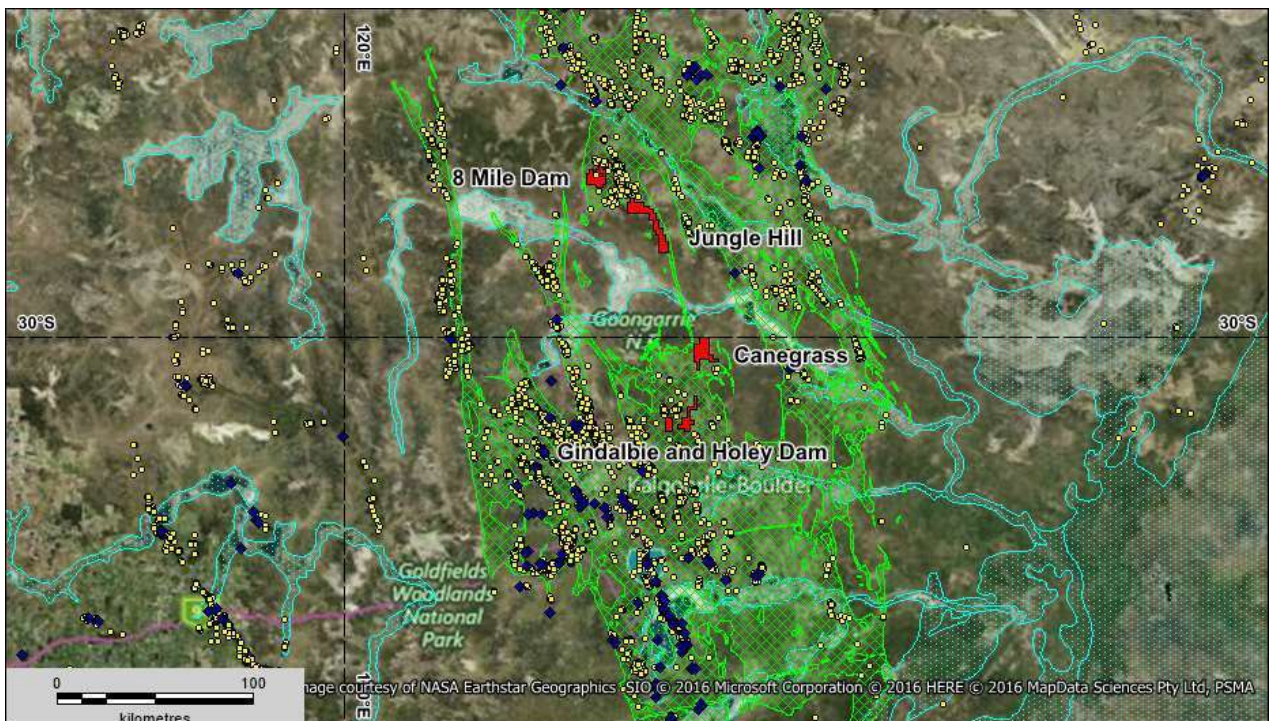 120°E
8 Mile Dam
Jungle Hill
30°S
30°S
Goongarrie
N.P.
Canegrass
Gindalbie and Holey Dam
Kalgoorlie-Boulder
Goldfields
Woodlands
National
Park
0 100
kilometres
120°E
mage courtesy of NASA Earthstar Geographics SIO © 2016 Microsoft Corporation © 2016 HERE © 2016 MapData Sciences Pty Ltd, PSMA